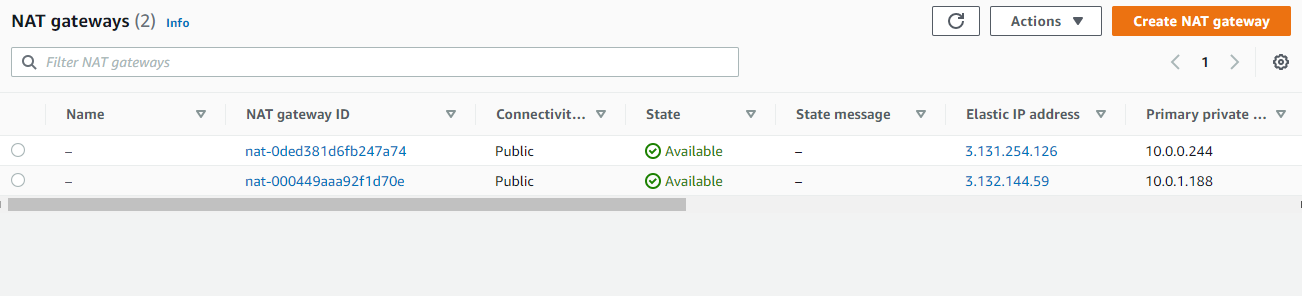 NAT gateways (2) Info
Actions
Create NAT gateway
Filter NAT gateways
1
Name NAT gateway ID Connectivit... State State message Elastic IP address Primary private ...
– nat-0ded381d6fb247a74 Public Available – 3.131.254.126 10.0.0.244
– nat-000449aaa92f1d70e Public Available – 3.132.144.59 10.0.1.188